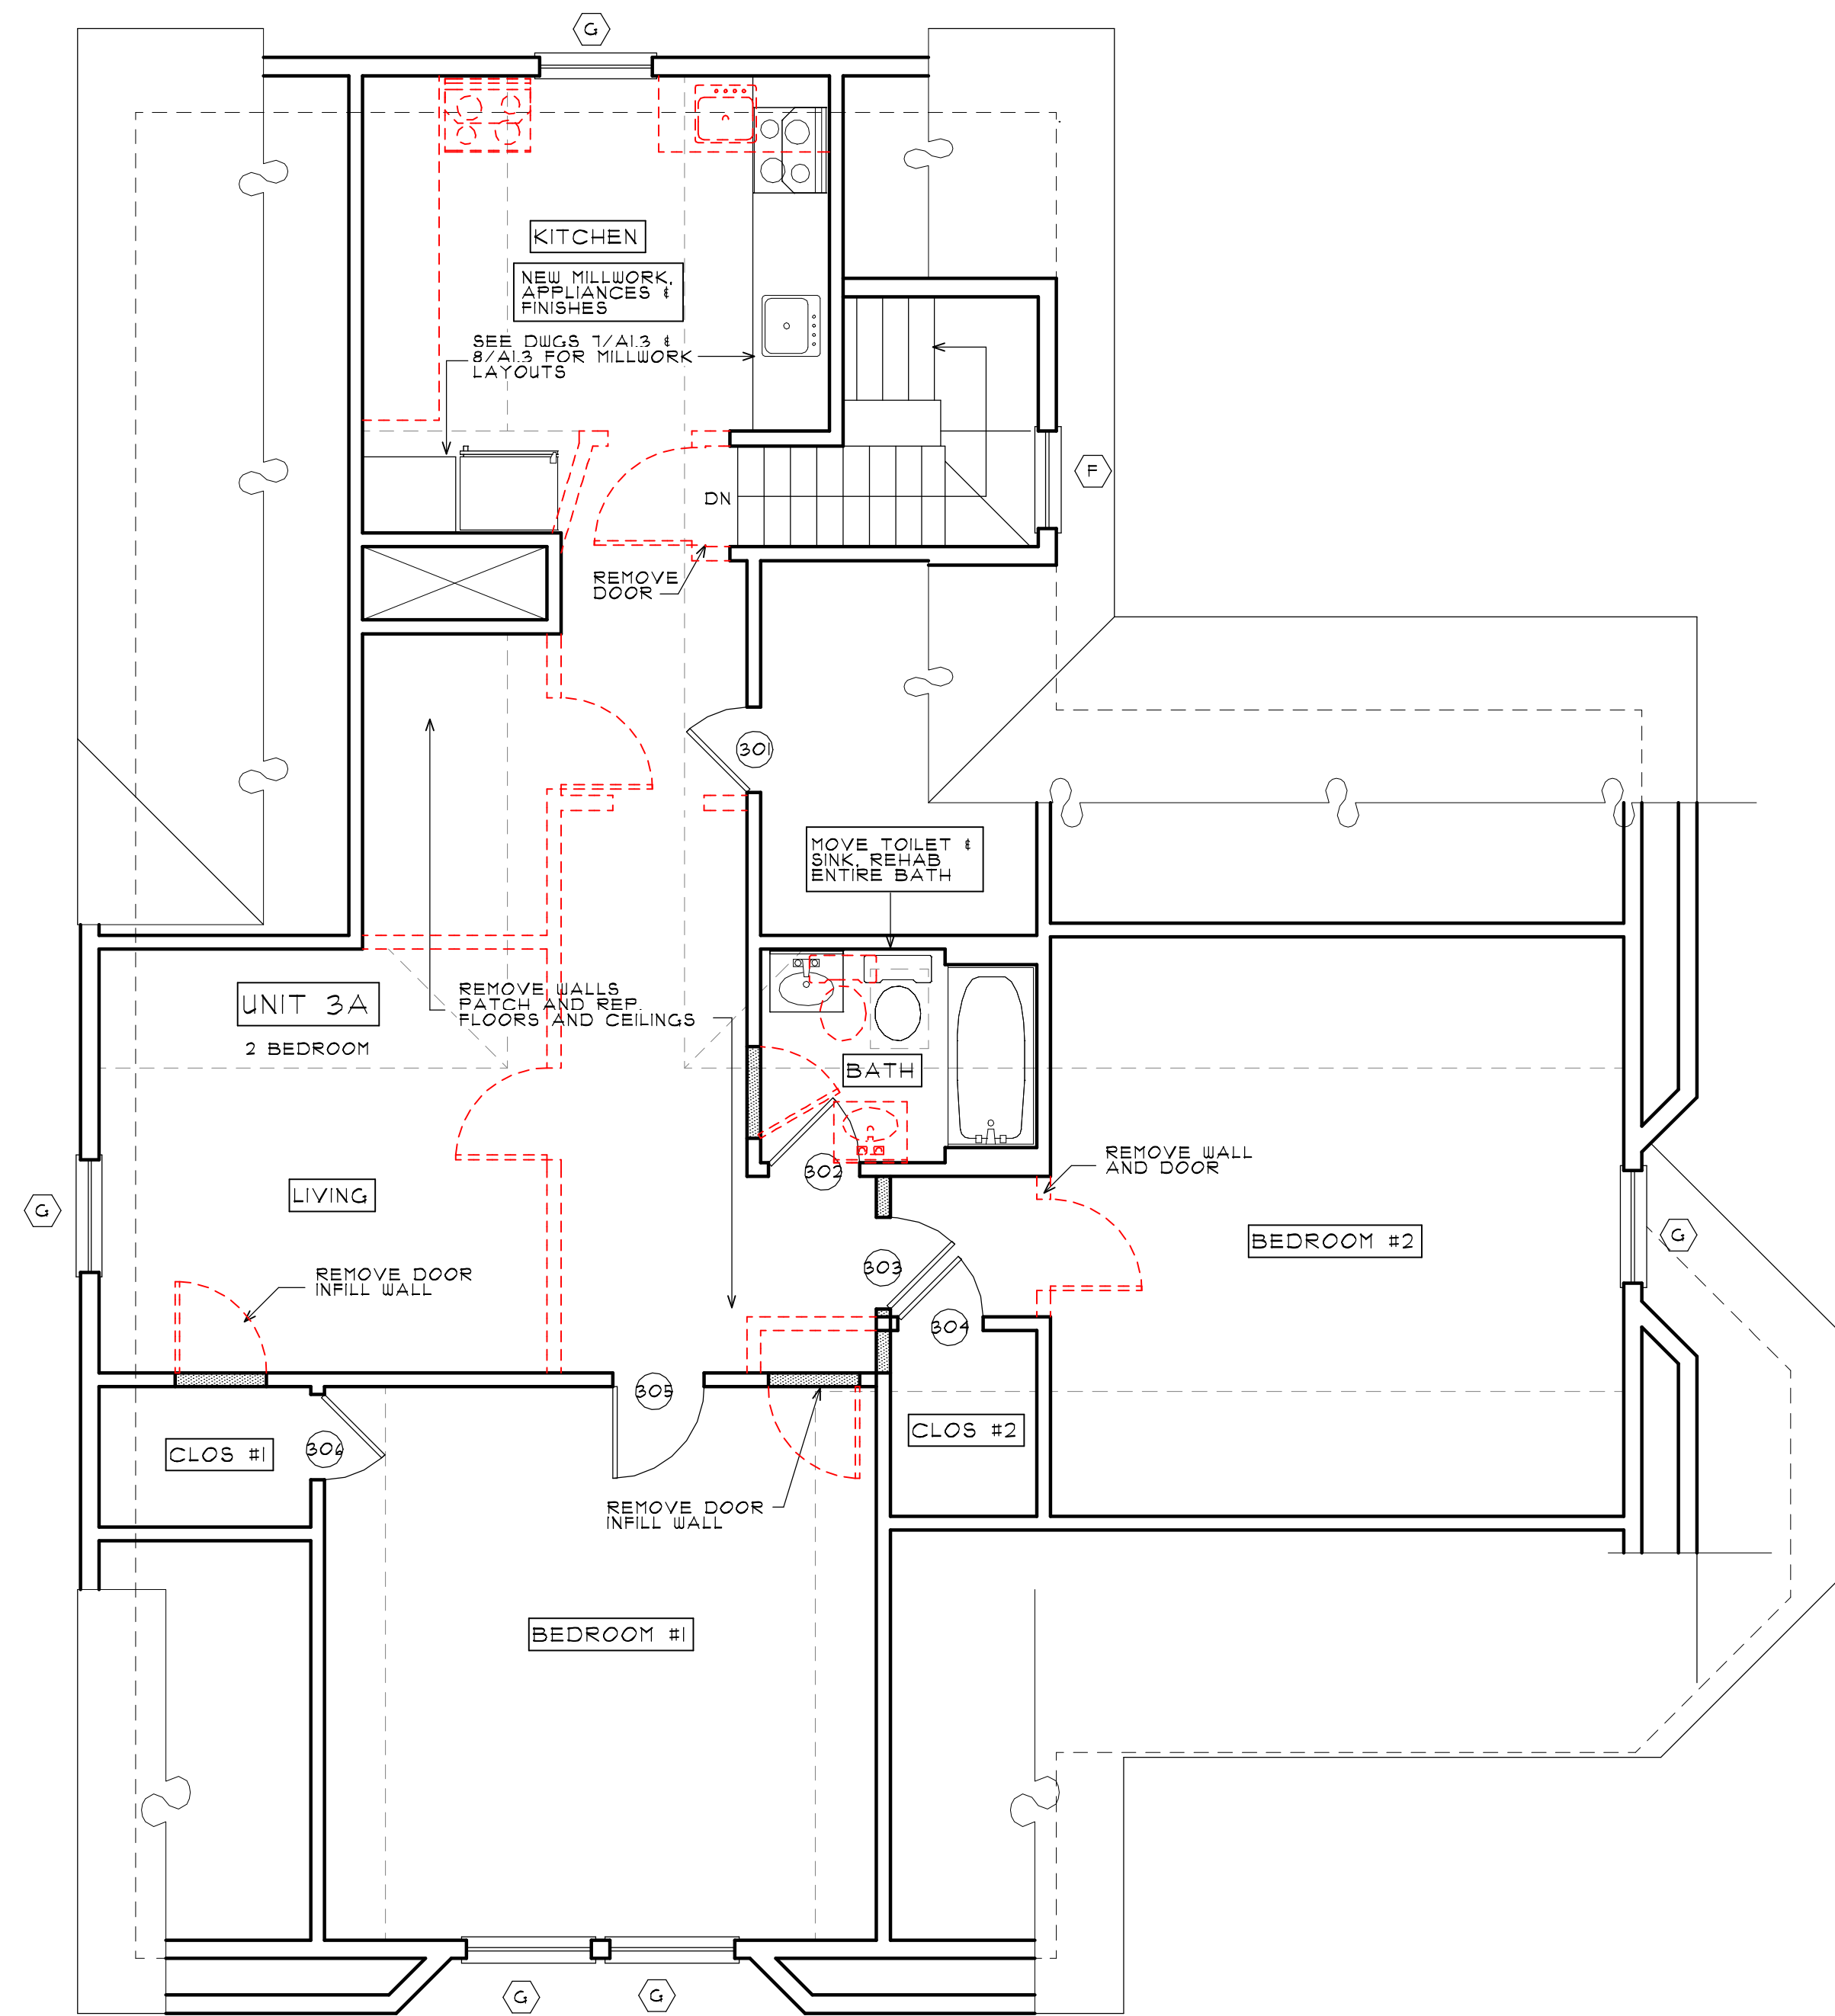 G
KITCHEN
NEW MILLWORK,
APPLIANCES &
FINISHES
SEE DWGS 7/A1.3 &
8/A1.3 FOR MILLWORK
LAYOUTS
F
DN
REMOVE
DOOR
301
MOVE TOILET &
SINK, REHAB
ENTIRE BATH
UNIT 3A
2 BEDROOM
REMOVE WALLS
PATCH AND REP.
FLOORS AND CEILINGS
BATH
302
REMOVE WALL
AND DOOR
LIVING
G
BEDROOM #2
G
303
REMOVE DOOR
INFILL WALL
304
305
CLOS #1
306
CLOS #2
REMOVE DOOR
INFILL WALL
BEDROOM #1
G
G